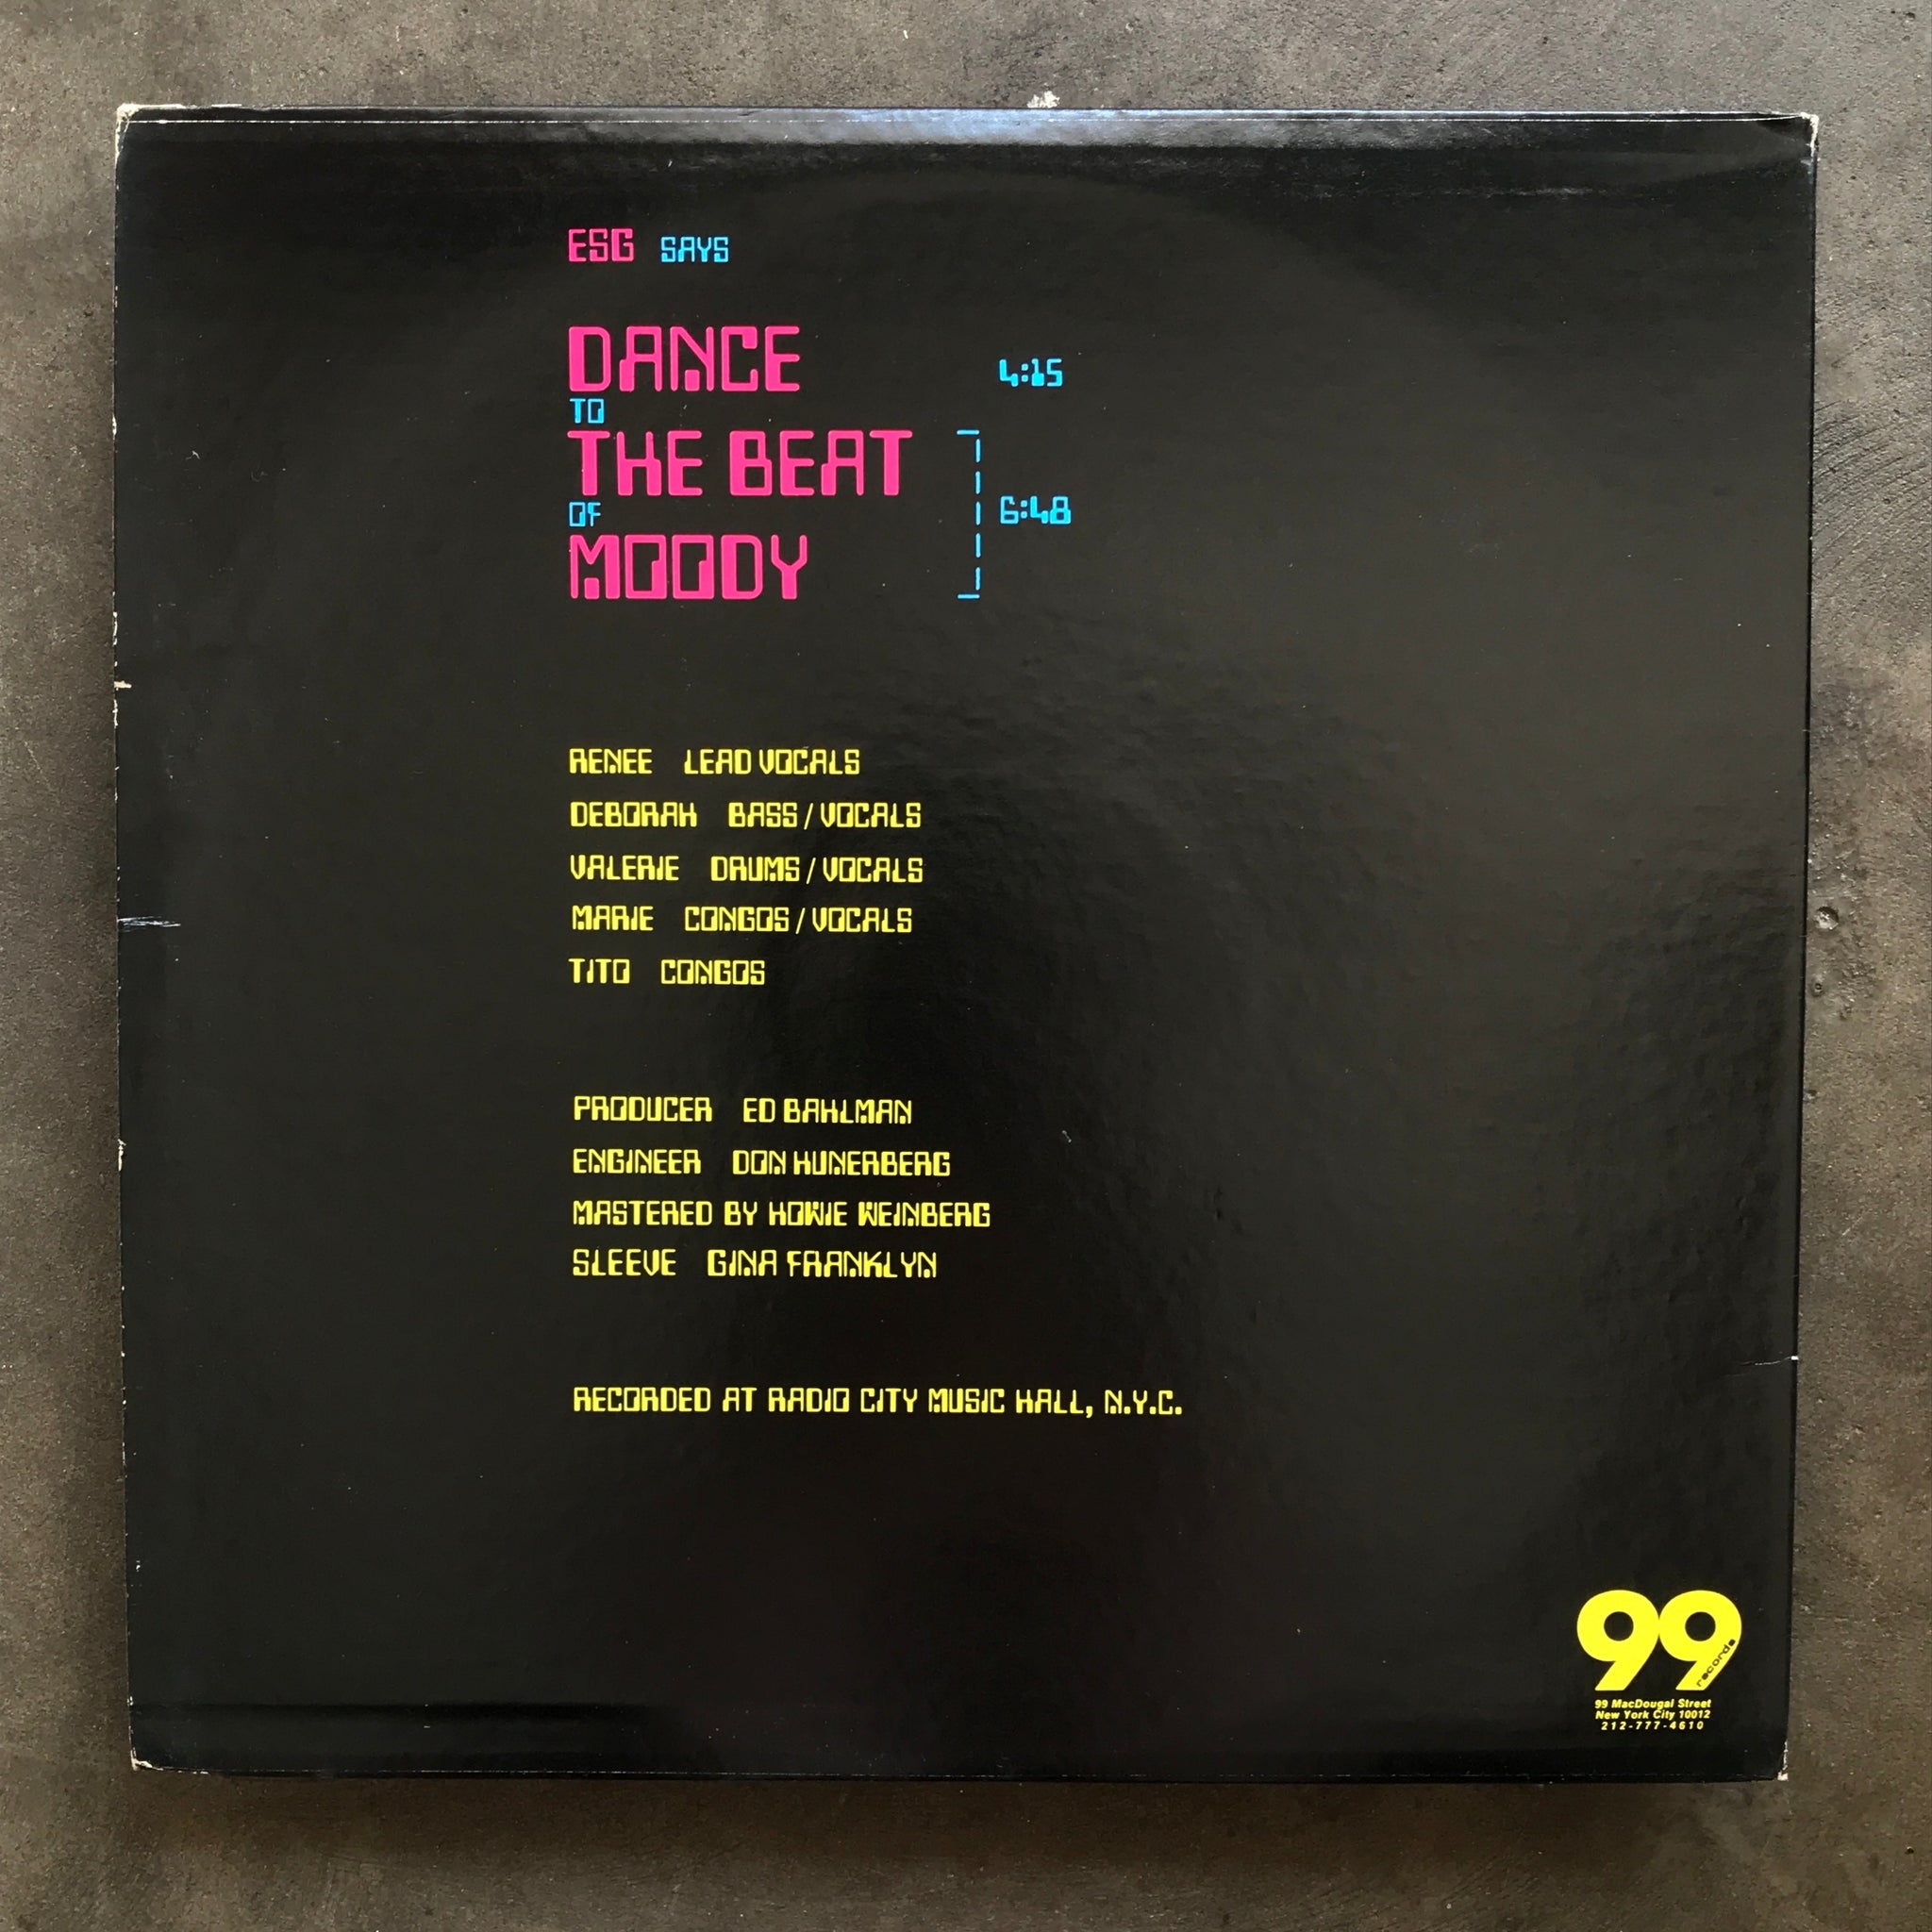 ESG SAYS
DANCE 4:15
TO
THE BEAT
OF 6:48
MOODY
RENEE LEAD VOCALS
DEBORAH BASS / VOCALS
VALERIE DRUMS / VOCALS
MARIE CONGOS / VOCALS
TITO CONGOS
PRODUCER ED BAHLMAN
ENGINEER DON HUNERBERG
MASTERED BY HOWIE WEINBERG
SLEEVE GINA FRANKLYN
RECORDED AT RADIO CITY MUSIC HALL, N.Y.C.
99
records
99 MacDougal Street
New York City 10012
212-777-4610